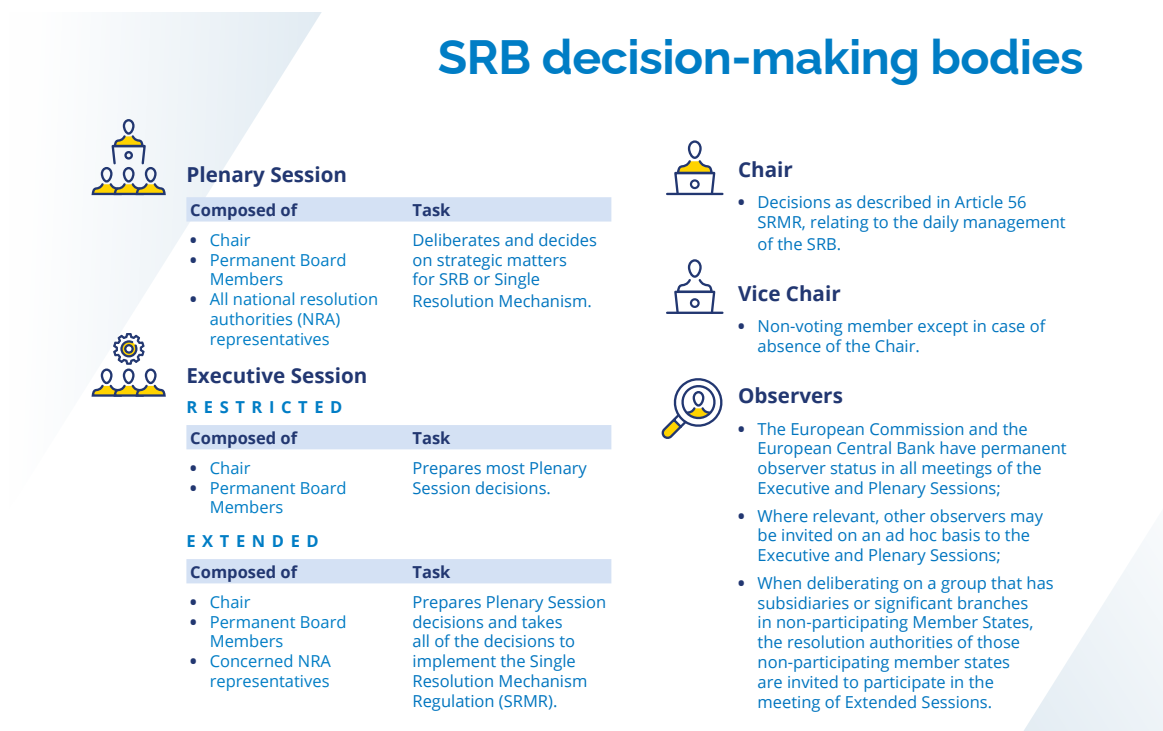 SRB decision-making bodies
Plenary Session
Composed of
Task
• Chair
• Permanent Board
Members
• All national resolution
authorities (NRA)
representatives
Deliberates and decides
on strategic matters
for SRB or Single
Resolution Mechanism.
Executive Session
RESTRICTED
Composed of
Task
• Chair
• Permanent Board
Members
Prepares most Plenary
Session decisions.
EXTENDED
Composed of
Task
• Chair
• Permanent Board
Members
• Concerned NRA
representatives
Prepares Plenary Session
decisions and takes
all of the decisions to
implement the Single
Resolution Mechanism
Regulation (SRMR).
Chair
• Decisions as described in Article 56
SRMR, relating to the daily management
of the SRB.
Vice Chair
• Non-voting member except in case of
absence of the Chair.
Observers
• The European Commission and the
European Central Bank have permanent
observer status in all meetings of the
Executive and Plenary Sessions;
• Where relevant, other observers may
be invited on an ad hoc basis to the
Executive and Plenary Sessions;
• When deliberating on a group that has
subsidiaries or significant branches
in non-participating Member States,
the resolution authorities of those
non-participating member states
are invited to participate in the
meeting of Extended Sessions.